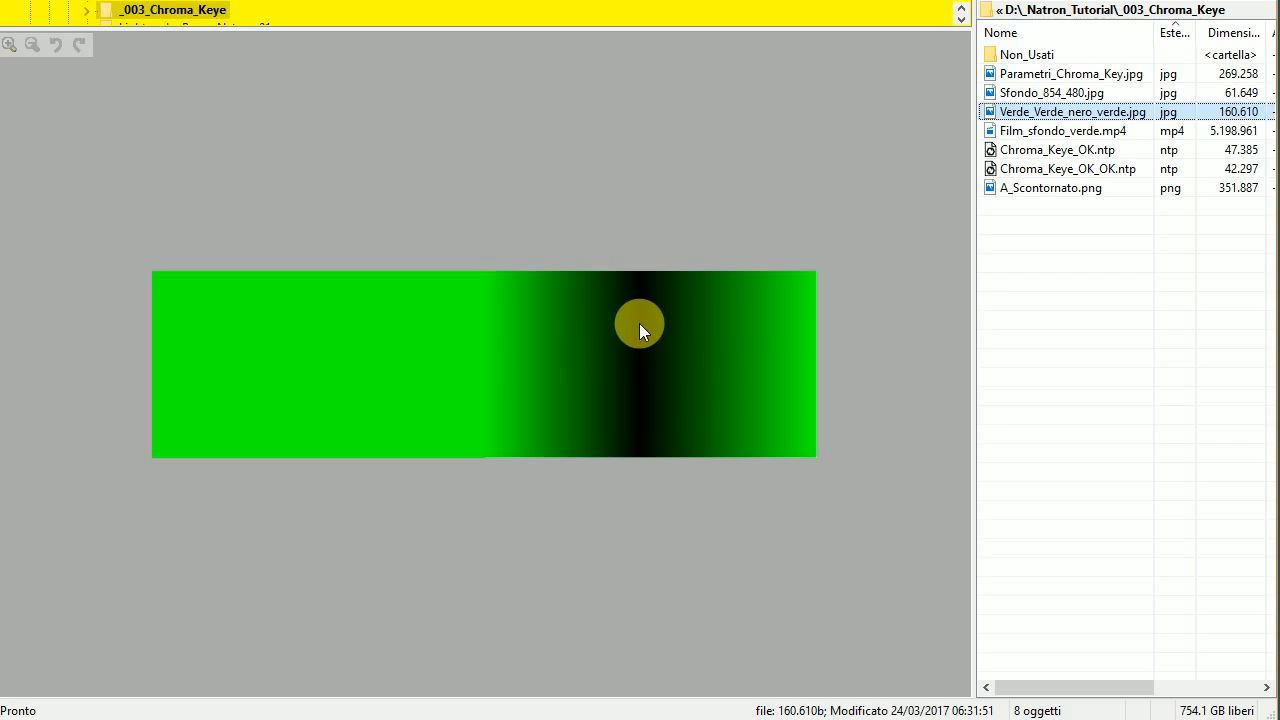 _003_Chroma_Keye
« D:\_Natron_Tutorial\_003_Chroma_Keye
Nome Este... Dimensi...
Non_Usati <cartella>
Parametri_Chroma_Key.jpg jpg 269.258
Sfondo_854_480.jpg jpg 61.649
Verde_Verde_nero_verde.jpg jpg 160.610
Film_sfondo_verde.mp4 mp4 5.198.961
Chroma_Keye_OK.ntp ntp 47.385
Chroma_Keye_OK_OK.ntp ntp 42.297
A_Scontornato.png png 351.887
Pronto file: 160.610b; Modificato 24/03/2017 06:31:51 8 oggetti 754.1 GB liberi